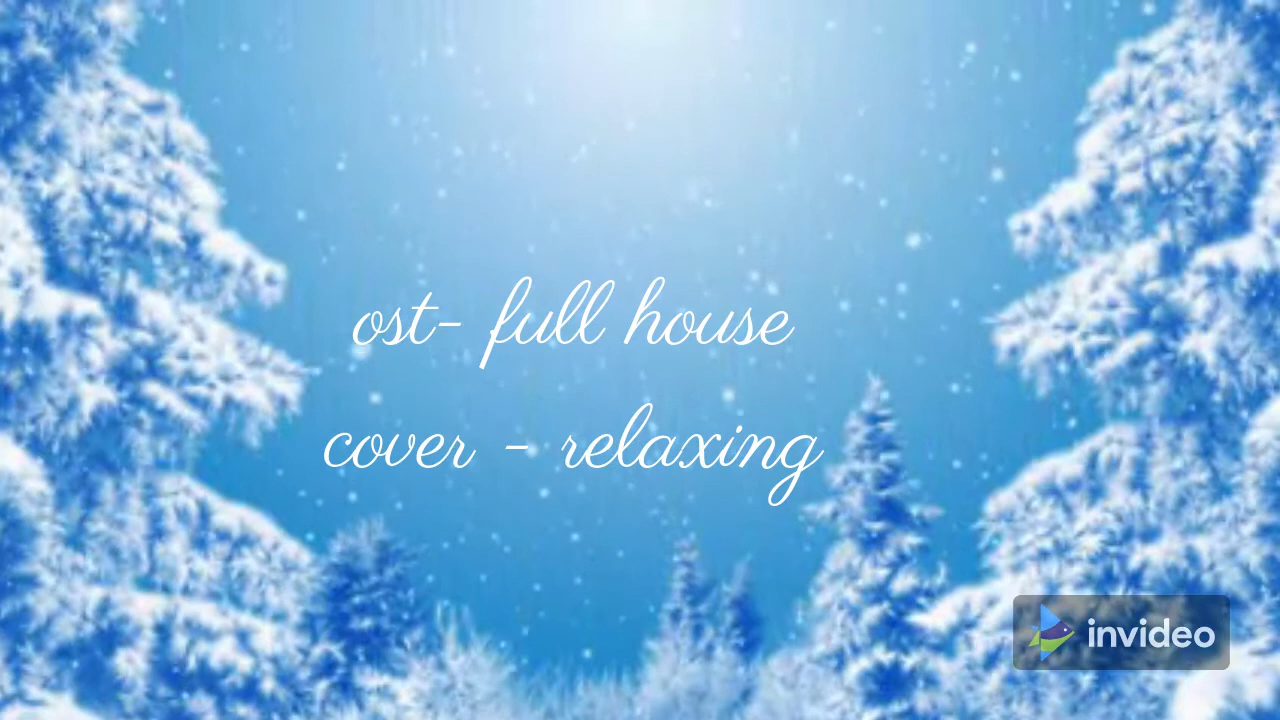 ost- full house
cover - relaxing
invideo